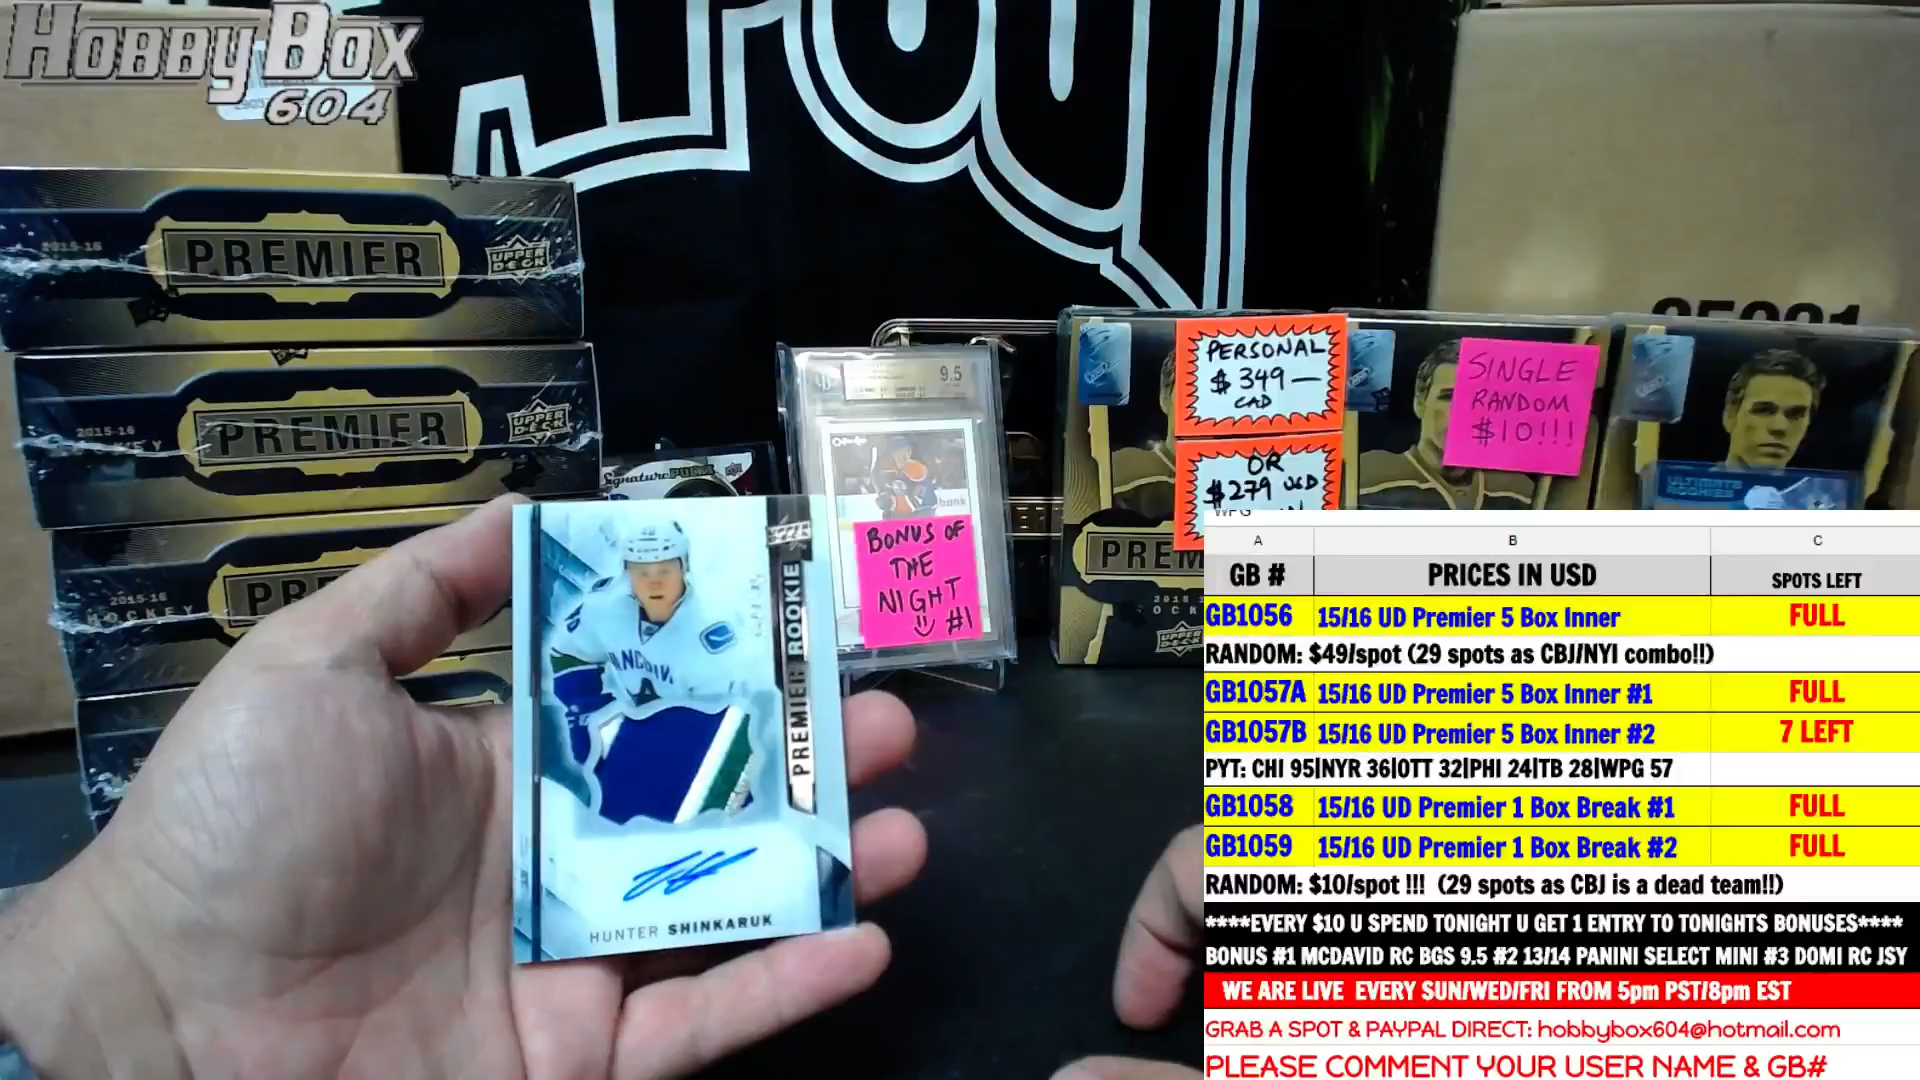 HOBBYBOX
604
2015-16
PREMIER
UPPER
DECK
PREMIER
UPPER
DECK
2015-16
HOCKEY
PRE
Signature PUCKS
9.5
bank
BONUS OF
THE
NIGHT
#1
PERSONAL
$349—
CAD
OR
$279 USD
SINGLE
RANDOM
$10!!!
ULTIMATE
ROOKIES
PREM
UPPER
DECK
PREMIER ROOKIE
HUNTER SHINKARUK
WPG
A B C
GB # PRICES IN USD SPOTS LEFT
GB1056 15/16 UD Premier 5 Box Inner FULL
RANDOM: $49/spot (29 spots as CBJ/NYI combo!!)
GB1057A 15/16 UD Premier 5 Box Inner #1 FULL
GB1057B 15/16 UD Premier 5 Box Inner #2 7 LEFT
PYT: CHI 95|NYR 36|OTT 32|PHI 24|TB 28|WPG 57
GB1058 15/16 UD Premier 1 Box Break #1 FULL
GB1059 15/16 UD Premier 1 Box Break #2 FULL
RANDOM: $10/spot !!! (29 spots as CBJ is a dead team!!)
****EVERY $10 U SPEND TONIGHT U GET 1 ENTRY TO TONIGHTS BONUSES****
BONUS #1 MCDAVID RC BGS 9.5 #2 13/14 PANINI SELECT MINI #3 DOMI RC JSY
WE ARE LIVE EVERY SUN/WED/FRI FROM 5pm PST/8pm EST
GRAB A SPOT & PAYPAL DIRECT: hobbybox604@hotmail.com
PLEASE COMMENT YOUR USER NAME & GB#